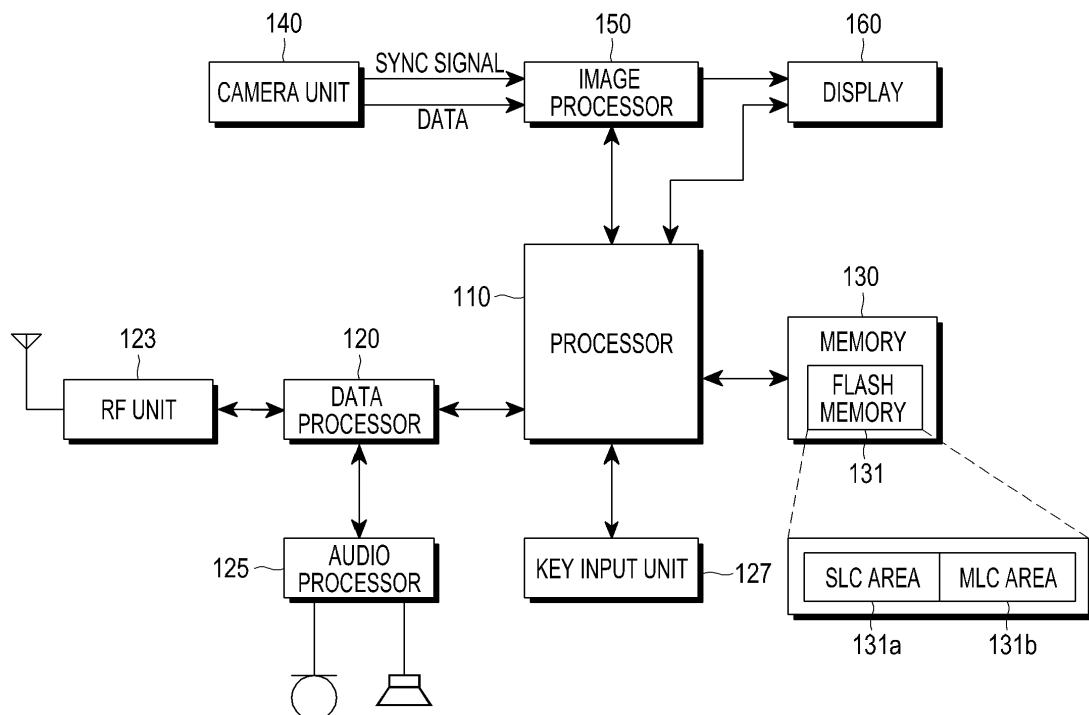 140
150
160
CAMERA UNIT
SYNC SIGNAL
DATA
IMAGE
PROCESSOR
DISPLAY
110
PROCESSOR
130
MEMORY
FLASH
MEMORY
131
123
RF UNIT
120
DATA
PROCESSOR
125
AUDIO
PROCESSOR
KEY INPUT UNIT
127
SLC AREA
MLC AREA
131a
131b